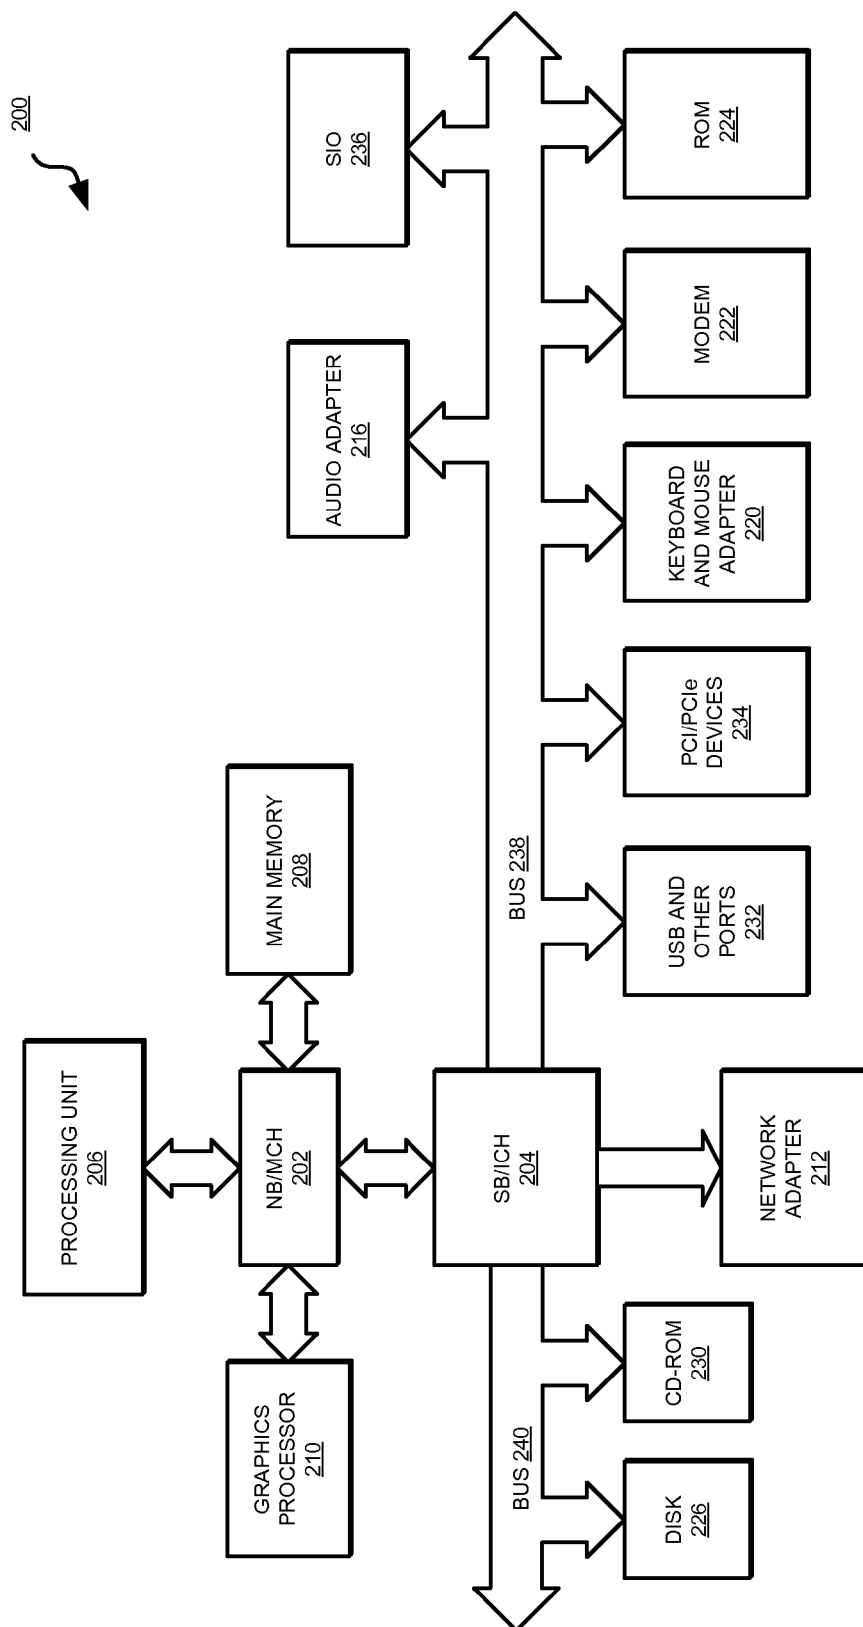 200
PROCESSING UNIT
206
GRAPHICS
PROCESSOR
210
NB/MCH
202
MAIN MEMORY
208
AUDIO ADAPTER
216
SIO
236
SB/ICH
204
BUS 240
BUS 238
DISK
226
CD-ROM
230
NETWORK
ADAPTER
212
USB AND
OTHER
PORTS
232
PCI/PCIe
DEVICES
234
KEYBOARD
AND MOUSE
ADAPTER
220
MODEM
222
ROM
224